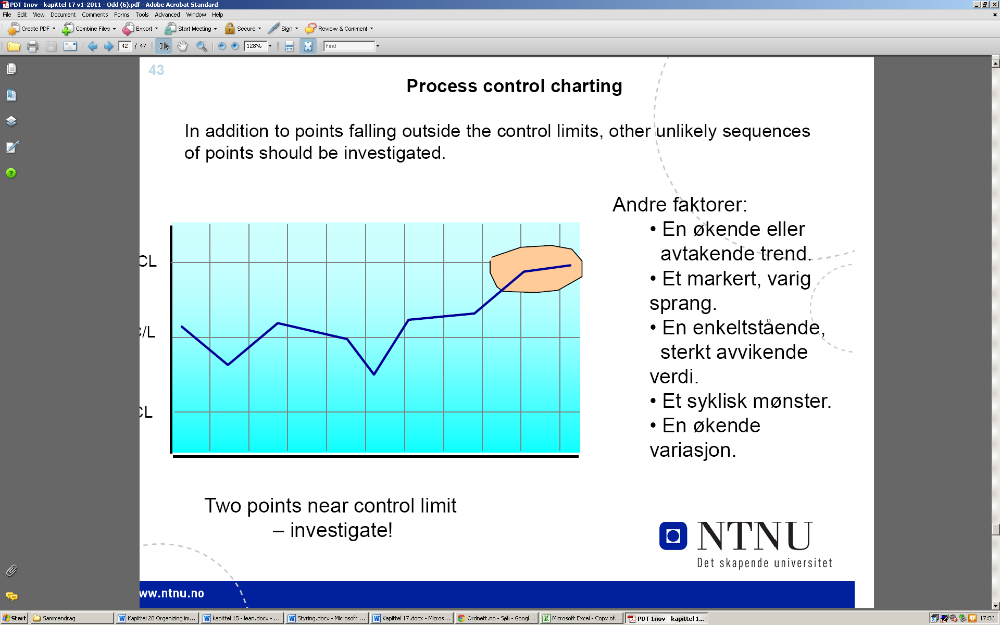 PDT 1nov - kapittel 17 v1-2011 - Odd (6).pdf - Adobe Acrobat Standard
File Edit View Document Comments Forms Tools Advanced Window Help
Create PDF Combine Files Export Start Meeting Secure Sign Review & Comment
42 / 47 128% Find
43
Process control charting
In addition to points falling outside the control limits, other unlikely sequences
of points should be investigated.
Andre faktorer:
• En økende eller
avtakende trend.
• Et markert, varig
sprang.
• En enkeltstående,
sterkt avvikende
verdi.
• Et syklisk mønster.
• En økende
variasjon.
CL
/L
CL
Two points near control limit
– investigate!
NTNU
Det skapende universitet
ww.ntnu.no
Start Sammendrag Kapittel 20 Organizing im... kapittel 15 - lean.docx - ... Styring.docx - Microsoft ... Kapittel 17.docx - Micros... Ordnett.no - Søk - Googl... Microsoft Excel - Copy of... PDT 1nov - kapittel 1... 17:56